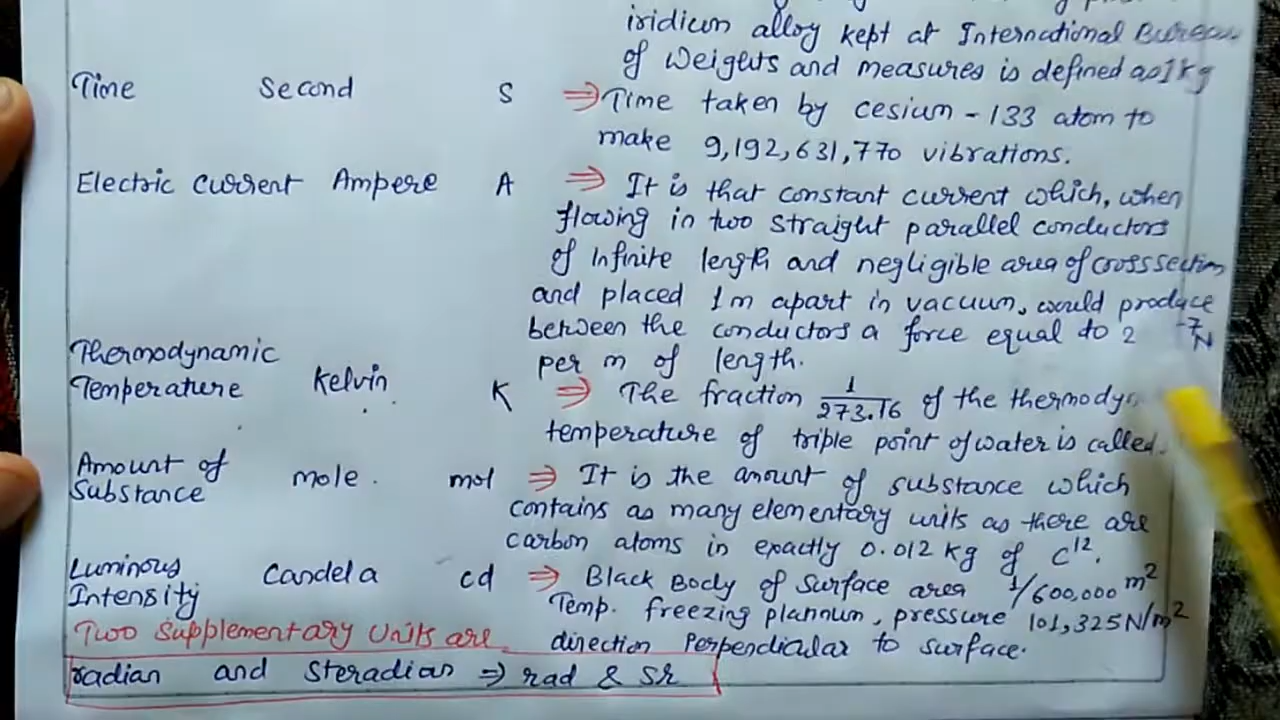 iridium alloy kept at International Bureau
of Weights and measures is defined as 1 kg
Time Second S ⇒ Time taken by cesium - 133 atom to
make 9,192,631,770 vibrations.
Electric current Ampere A ⇒ It is that constant current which, when
flowing in two straight parallel conductors
of Infinite length and negligible area of cross section
and placed 1m apart in vacuum, would produce
between the conductors a force equal to 2 -7 N
per m of length.
Thermodynamic
Temperature Kelvin K ⇒ The fraction 1/273.16 of the
temperature of triple point of water is called.
Amount of
Substance mole. mol ⇒ It is the amount of substance which
contains as many elementary units as there are
carbon atoms in exactly 0.012 kg of C¹².
Luminous
Intensity Candela cd ⇒ Black Body of surface area 1/600,000 m²
Temp. freezing plannum, pressure 101,325 N/m²
direction Perpendicular to surface.
Two Supplementary Units are
radian and Steradian ⇒ rad & Sr